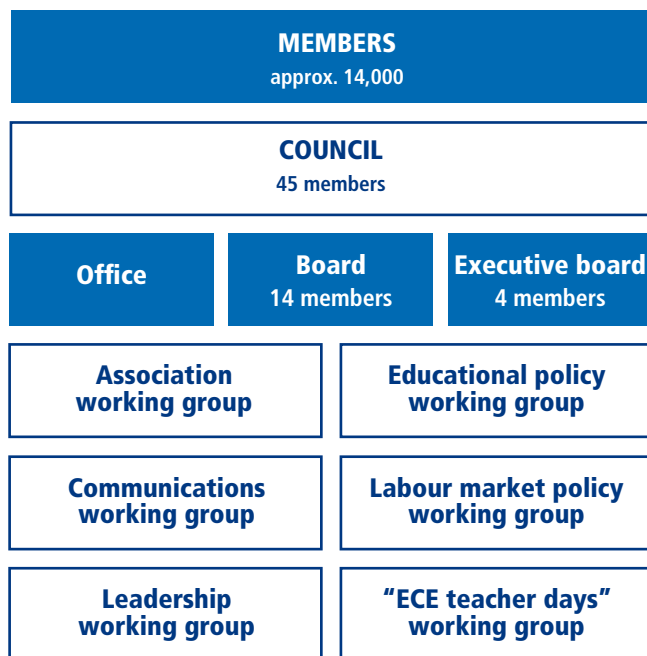 MEMBERS
approx. 14,000
COUNCIL
45 members
Office
Board
14 members
Executive board
4 members
Association
working group
Educational policy
working group
Communications
working group
Labour market policy
working group
Leadership
working group
“ECE teacher days”
working group